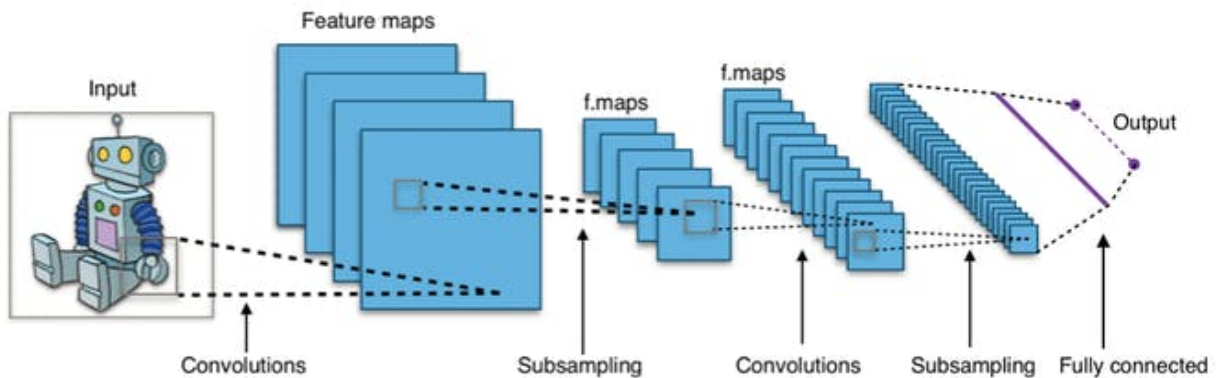 Feature maps
Input
f.maps
f.maps
Output
Convolutions
Subsampling
Convolutions
Subsampling
Fully connected